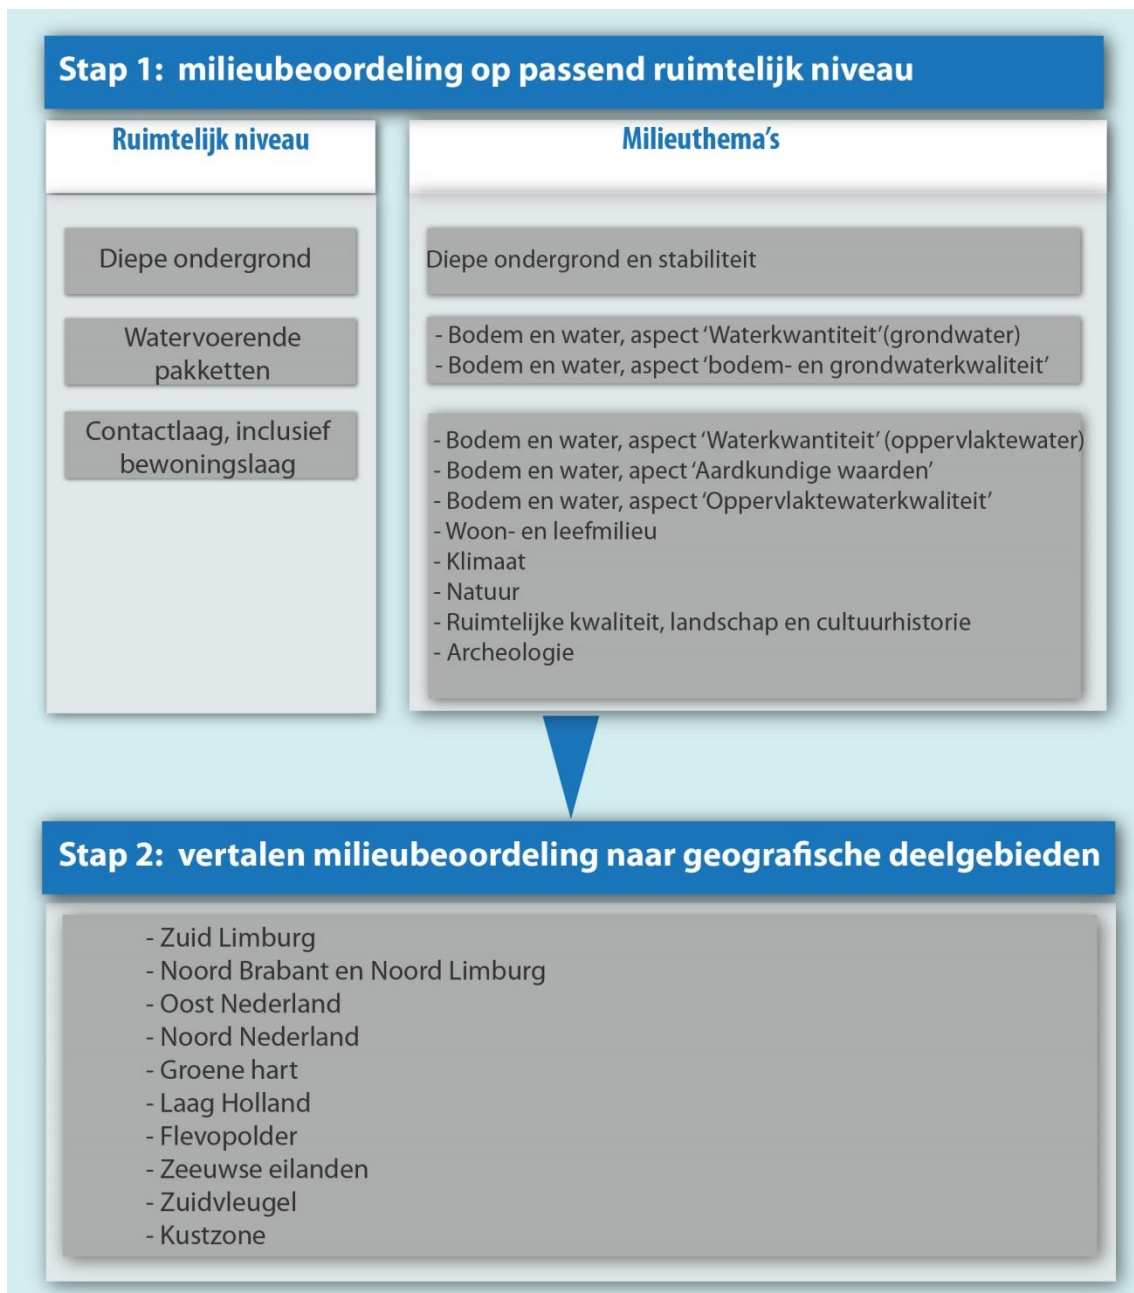 Stap 1: milieubeoordeling op passend ruimtelijk niveau
Ruimtelijk niveau
Milieuthema's
Diepe ondergrond
Diepe ondergrond en stabiliteit
Watervoerende
pakketten
- Bodem en water, aspect 'Waterkwantiteit'(grondwater)
- Bodem en water, aspect 'bodem- en grondwaterkwaliteit'
Contactlaag, inclusief
bewoningslaag
- Bodem en water, aspect 'Waterkwantiteit' (oppervlaktewater)
- Bodem en water, apect 'Aardkundige waarden'
- Bodem en water, aspect 'Oppervlaktewaterkwaliteit'
- Woon- en leefmilieu
- Klimaat
- Natuur
- Ruimtelijke kwaliteit, landschap en cultuurhistorie
- Archeologie
Stap 2: vertalen milieubeoordeling naar geografische deelgebieden
- Zuid Limburg
- Noord Brabant en Noord Limburg
- Oost Nederland
- Noord Nederland
- Groene hart
- Laag Holland
- Flevopolder
- Zeeuwse eilanden
- Zuidvleugel
- Kustzone